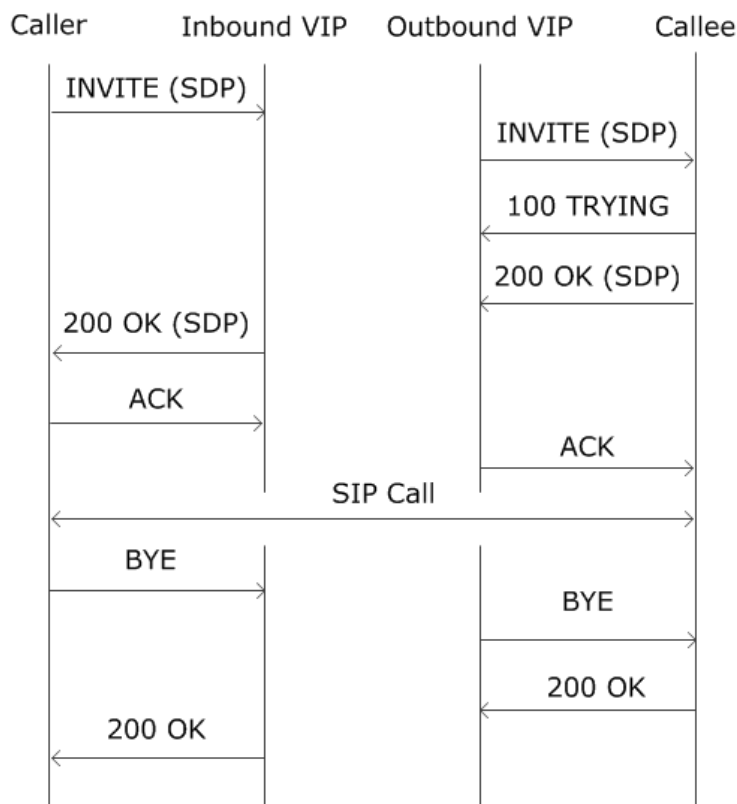 Caller Inbound VIP Outbound VIP Callee
INVITE (SDP)
INVITE (SDP)
100 TRYING
200 OK (SDP)
200 OK (SDP)
ACK
ACK
SIP Call
BYE
BYE
200 OK
200 OK